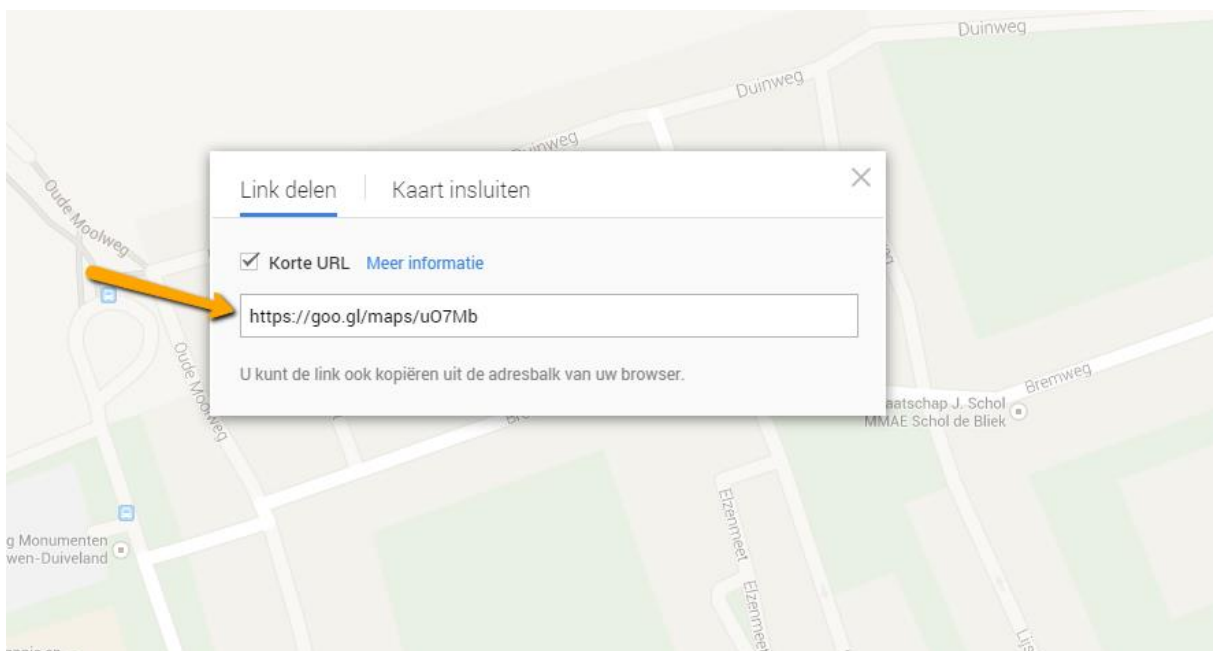 Duinweg
Duinweg
Oude Moolweg
Link delen
Kaart insluiten
Korte URL Meer informatie
https://goo.gl/maps/uO7Mb
U kunt de link ook kopiëren uit de adresbalk van uw browser.
Oude Moolweg
Bremweg
J. Schol
MMAE Schol de Bliek
Elzenmeet
g Monumenten
wen-Duiveland
Elzenmeet